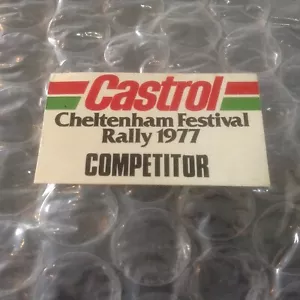 Castrol
Cheltenham Festival
Rally 1977
COMPETITOR